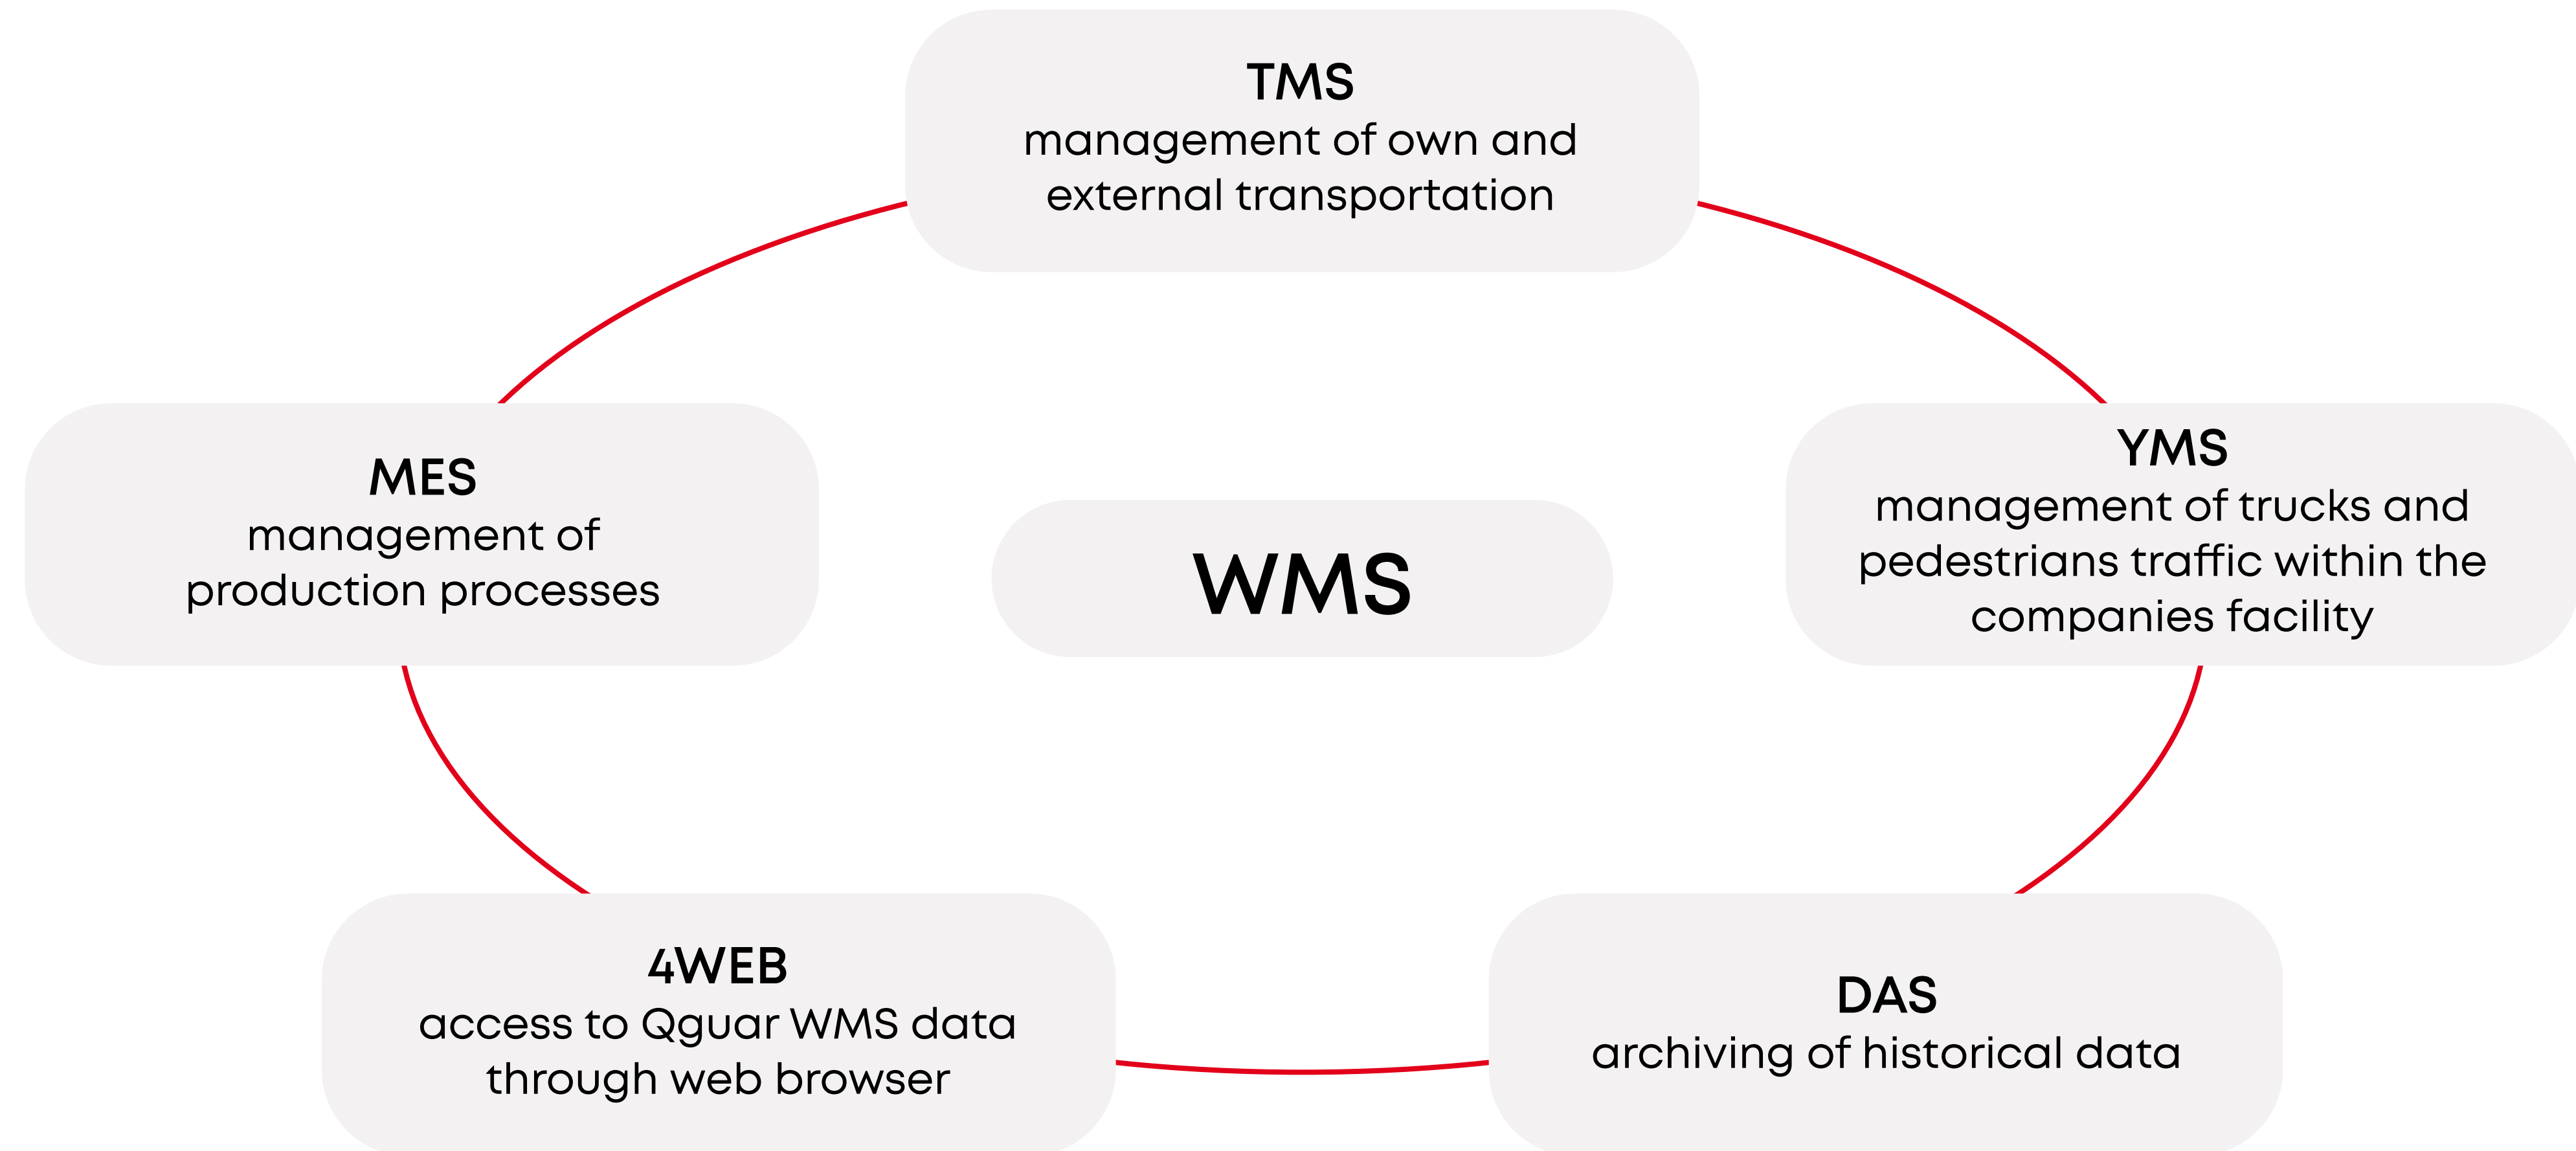 TMS
management of own and
external transportation
MES
management of
production processes
WMS
YMS
management of trucks and
pedestrians traffic within the
companies facility
4WEB
access to Qguar WMS data
through web browser
DAS
archiving of historical data